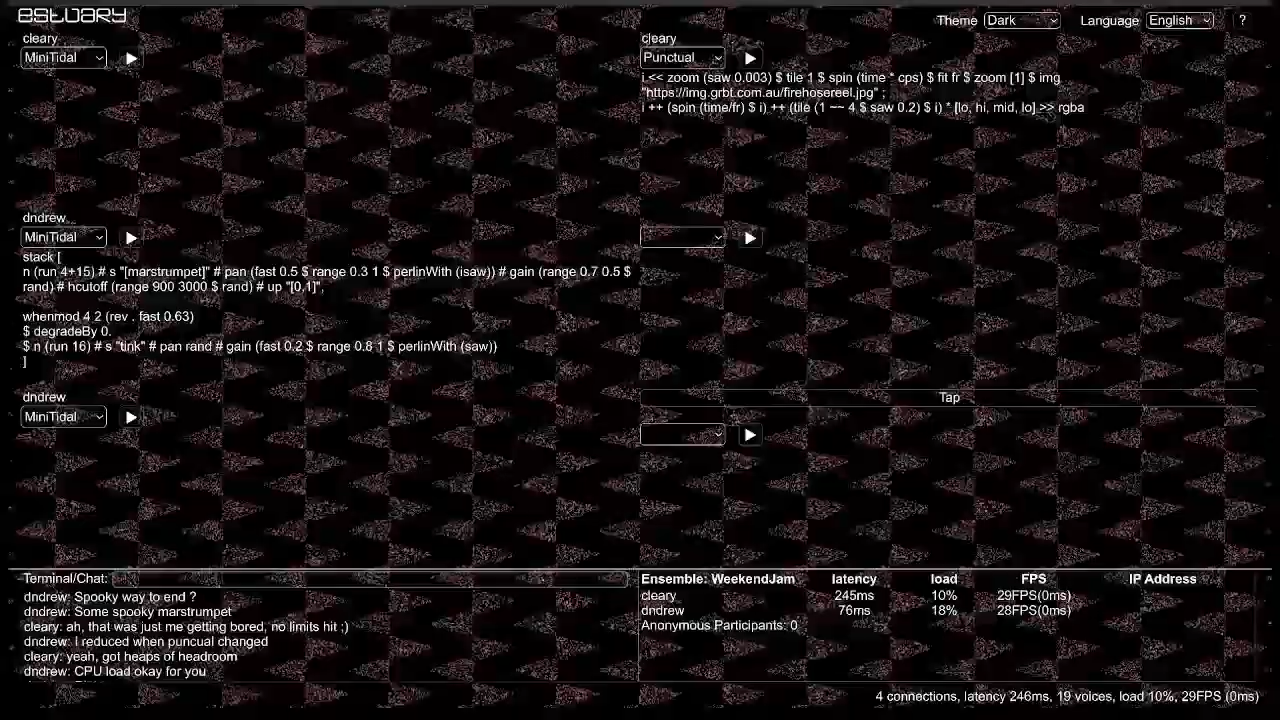 estuary
Theme Dark Language English ?
cleary
MiniTidal
cleary
Punctual
i << zoom (saw 0.003) $ tile 1 $ spin (time * cps) $ fit fr $ zoom [1] $ img
"https://img.grbt.com.au/firehosereel.jpg" ;
i ++ (spin (time/fr) $ i) ++ (tile (1 ~~ 4 $ saw 0.2) $ i) * [lo, hi, mid, lo] >> rgba
dndrew
MiniTidal
stack [
n (run 4+15) # s "[marstrumpet]" # pan (fast 0.5 $ range 0.3 1 $ perlinWith (isaw)) # gain (range 0.7 0.5 $
rand) # hcutoff (range 900 3000 $ rand) # up "[0,1]",
whenmod 4 2 (rev . fast 0.63)
$ degradeBy 0.
$ n (run 16) # s "tink" # pan rand # gain (fast 0.2 $ range 0.8 1 $ perlinWith (saw))
]
dndrew
MiniTidal
Tap
Terminal/Chat:
dndrew: Spooky way to end ?
dndrew: Some spooky marstrumpet
cleary: ah, that was just me getting bored, no limits hit ;)
dndrew: I reduced when puncual changed
cleary: yeah, got heaps of headroom
dndrew: CPU load okay for you
Ensemble: WeekendJam latency load FPS IP Address
cleary 245ms 10% 29FPS(0ms)
dndrew 76ms 18% 28FPS(0ms)
Anonymous Participants: 0
4 connections, latency 246ms, 19 voices, load 10%, 29FPS (0ms)